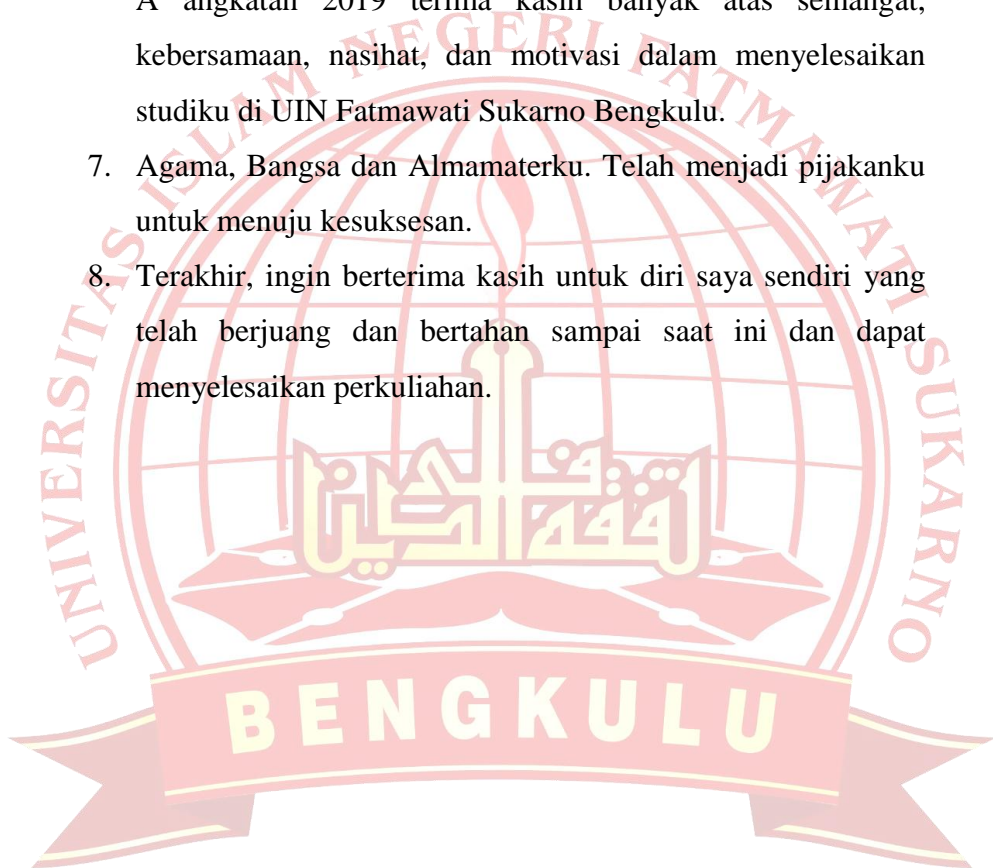 A angkatan 2019 terima kasih banyak atas semangat,
kebersamaan, nasihat, dan motivasi dalam menyelesaikan
studiku di UIN Fatmawati Sukarno Bengkulu.
7. Agama, Bangsa dan Almamaterku. Telah menjadi pijakanku
untuk menuju kesuksesan.
8. Terakhir, ingin berterima kasih untuk diri saya sendiri yang
telah berjuang dan bertahan sampai saat ini dan dapat
menyelesaikan perkuliahan.
UNIVERSITAS ISLAM NEGERI FATMAWATI SUKARNO
BENGKULU